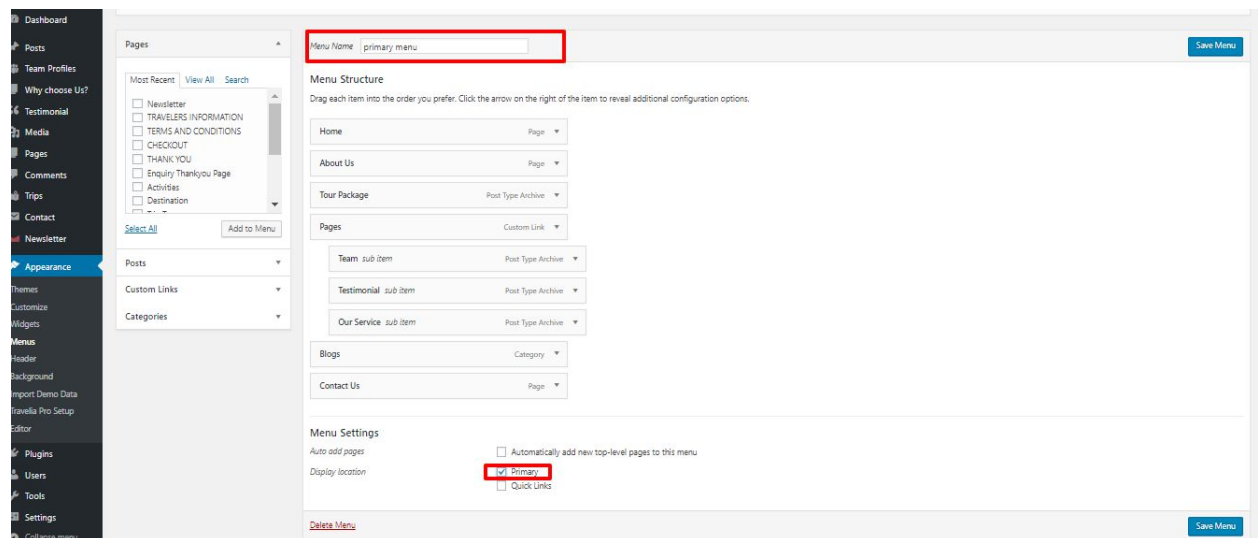 Dashboard
Posts
Team Profiles
Why choose Us?
Testimonial
Media
Pages
Comments
Trips
Contact
Newsletter
Appearance
Themes
Customize
Widgets
Menus
Header
Background
Import Demo Data
Travelia Pro Setup
Editor
Plugins
Users
Tools
Settings
Collapse menu
Pages
Most Recent View All Search
Newsletter
TRAVELERS INFORMATION
TERMS AND CONDITIONS
CHECKOUT
THANK YOU
Enquiry Thankyou Page
Activities
Destination
Select All Add to Menu
Posts
Custom Links
Categories
Menu Name primary menu Save Menu
Menu Structure
Drag each item into the order you prefer. Click the arrow on the right of the item to reveal additional configuration options.
Home Page
About Us Page
Tour Package Post Type Archive
Pages Custom Link
Team sub item Post Type Archive
Testimonial sub item Post Type Archive
Our Service sub item Post Type Archive
Blogs Category
Contact Us Page
Menu Settings
Auto add pages Automatically add new top-level pages to this menu
Display location Primary
Quick Links
Delete Menu Save Menu